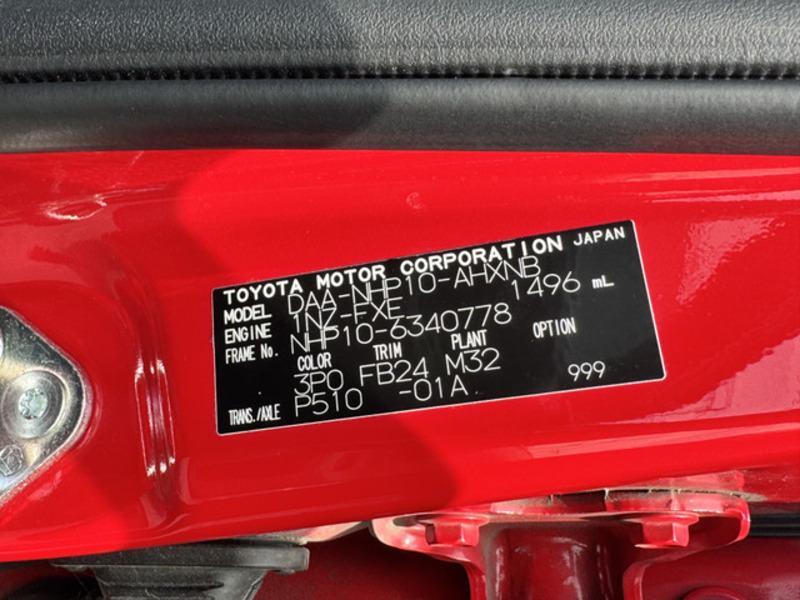 TOYOTA MOTOR CORPORATION JAPAN
MODEL DAA-NHP10-AHXNB
ENGINE 1NZ-FXE 1496 mL
FRAME No. NHP10-6340778
COLOR TRIM PLANT OPTION
3P0 FB24 M32
TRANS./AXLE P510 -01A 999